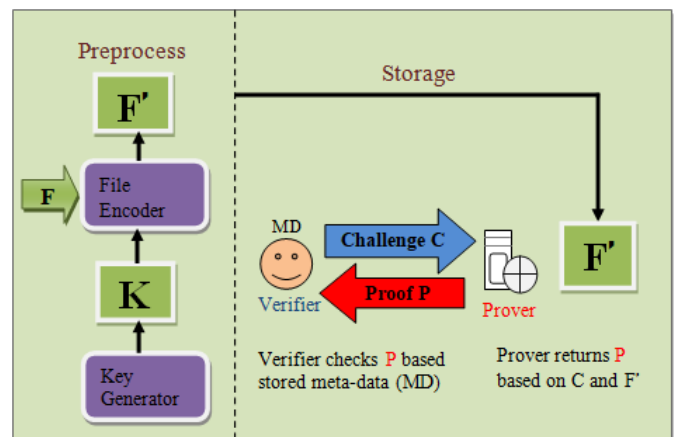 Preprocess
F'
F
File
Encoder
K
Key
Generator
Storage
MD
Challenge C
Verifier
Proof P
Prover
F'
Verifier checks P based
stored meta-data (MD)
Prover returns P
based on C and F'